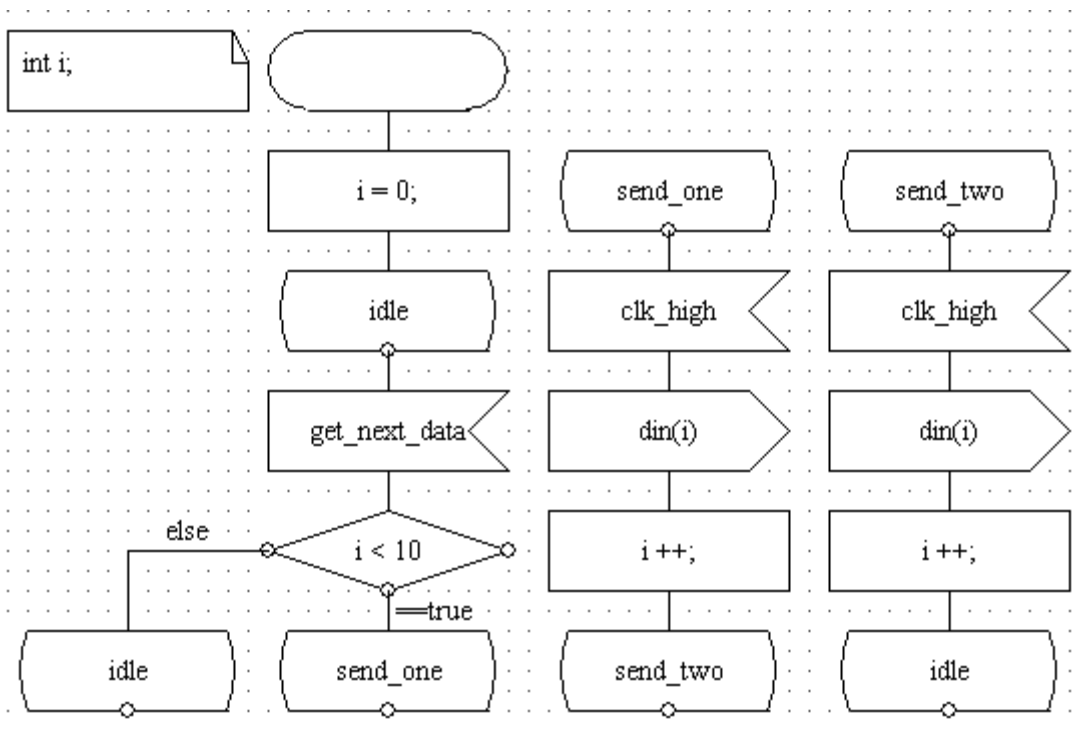 int i;
i = 0;
idle
get_next_data
i < 10
else
==true
idle
send_one
send_one
clk_high
din(i)
i ++;
send_two
send_two
clk_high
din(i)
i ++;
idle